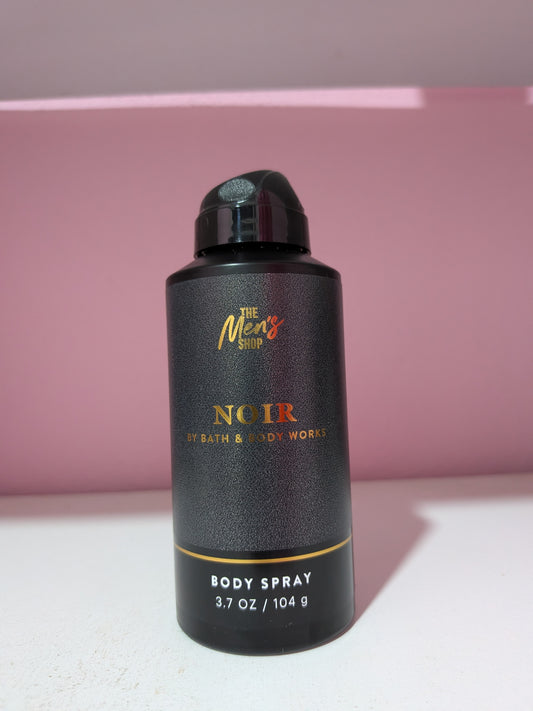 THE
Men's
SHOP
NOIR
BY BATH & BODY WORKS
BODY SPRAY
3.7 OZ / 104 g